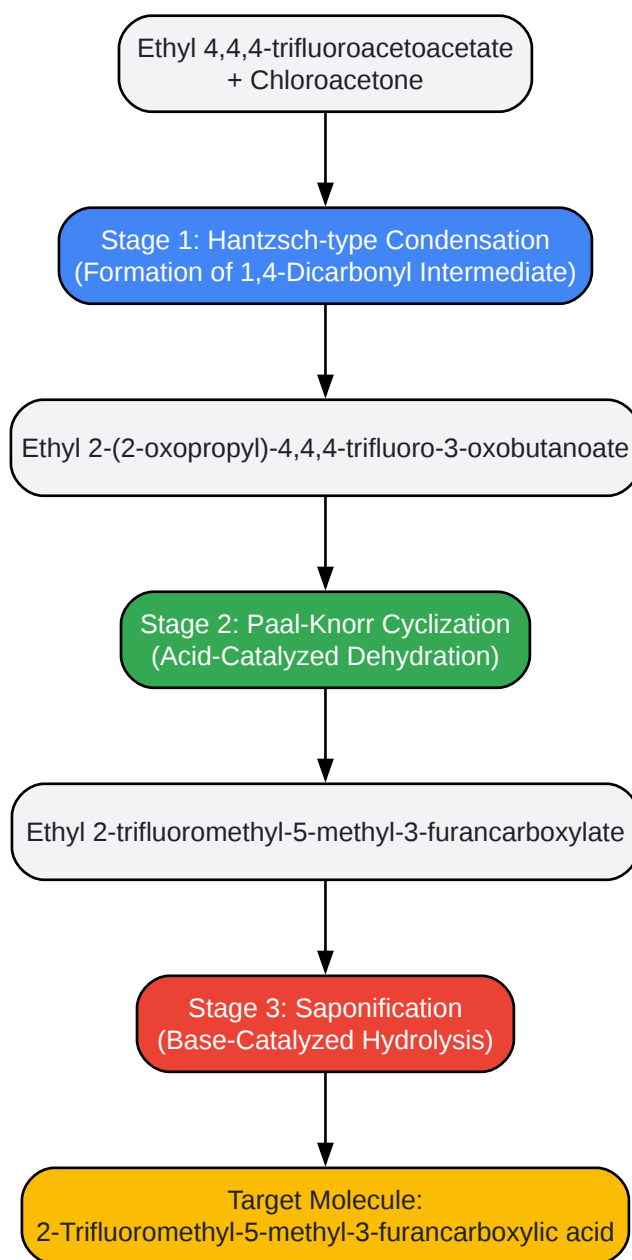 Ethyl 4,4,4-trifluoroacetoacetate
+ Chloroacetone
Stage 1: Hantzsch-type Condensation
(Formation of 1,4-Dicarbonyl Intermediate)
Ethyl 2-(2-oxopropyl)-4,4,4-trifluoro-3-oxobutanoate
Stage 2: Paal-Knorr Cyclization
(Acid-Catalyzed Dehydration)
Ethyl 2-trifluoromethyl-5-methyl-3-furancarboxylate
Stage 3: Saponification
(Base-Catalyzed Hydrolysis)
Target Molecule:
2-Trifluoromethyl-5-methyl-3-furancarboxylic acid